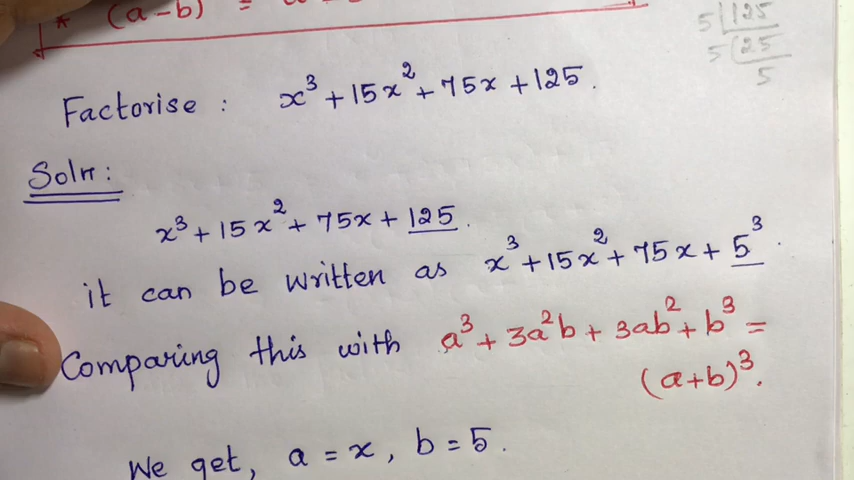 * (a-b) =
5 125
5 25
5
Factorise : x³ + 15x² + 75x + 125.
Soln:
x³ + 15x² + 75x + 125.
it can be written as x³ + 15x² + 75x + 5³.
Comparing this with a³ + 3a²b + 3ab² + b³ =
(a+b)³.
We get, a = x, b = 5.